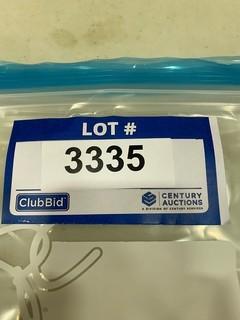 LOT #
3335
ClubBid
CENTURY
AUCTIONS
A DIVISION OF CENTURY SERVICES